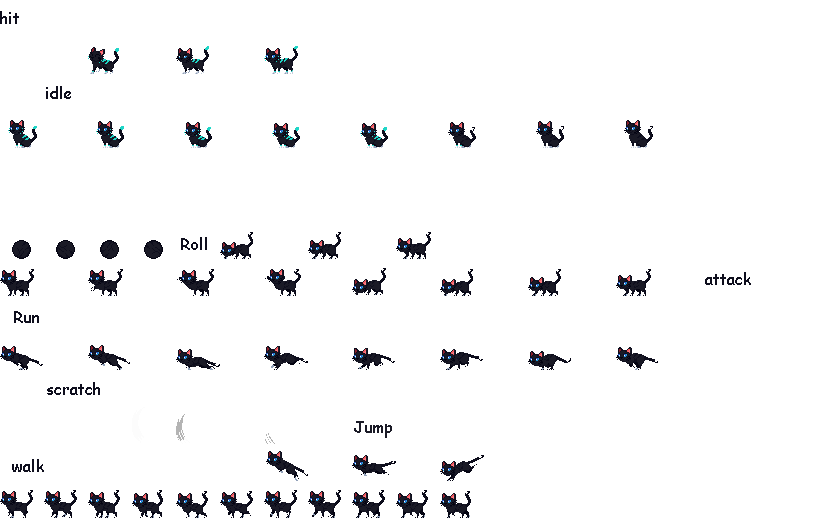 hit
idle
Roll
attack
Run
scratch
Jump
walk